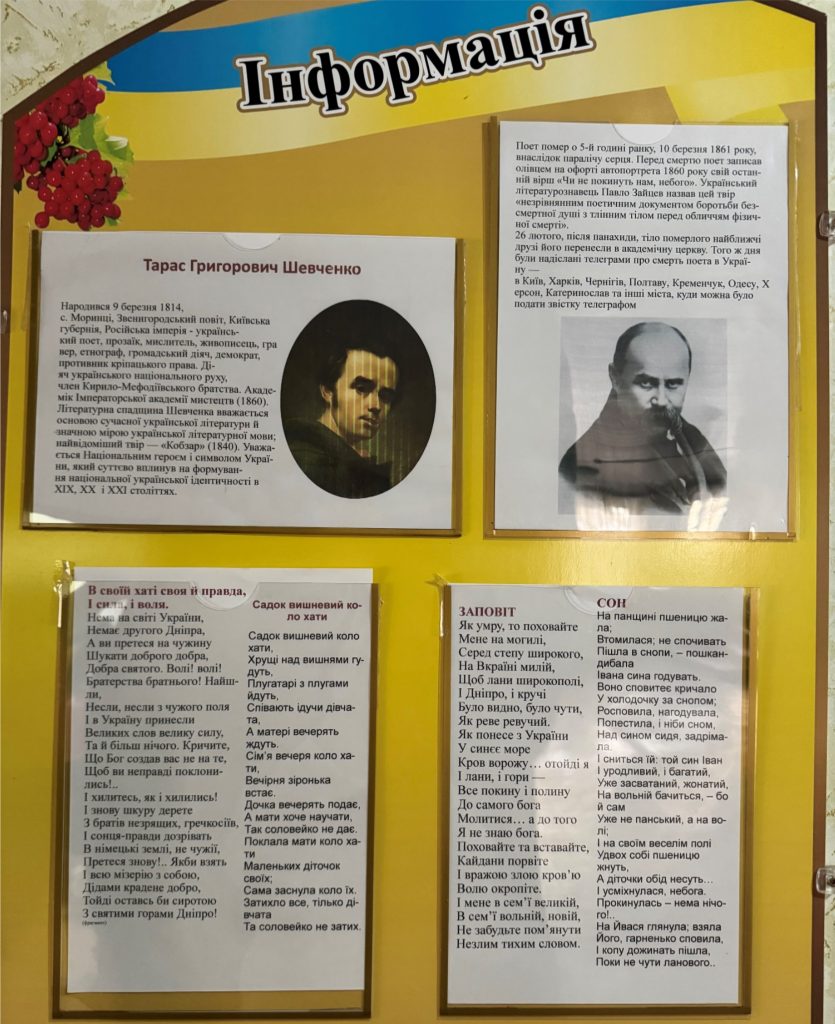 Інформація
Тарас Григорович Шевченко
Народився 9 березня 1814,
с. Моринці, Звенигородський повіт, Київська
губернія, Російська імперія - українсь-
кий поет, прозаїк, мислитель, живописець, гра
вер, етнограф, громадський діяч, демократ,
противник кріпацького права. Ді-
яч українського національного руху,
член Кирило-Мефодіївського братства. Акаде-
мік Імператорської академії мистецтв (1860).
Літературна спадщина Шевченка вважається
основою сучасної української літератури й
значною мірою української літературної мови;
найвідоміший твір — «Кобзар» (1840). Уважа-
ється Національним героєм і символом Украї-
ни, який суттєво вплинув на формуван-
ня національної української ідентичності в
XIX, XX  і XXI століттях.
Поет помер о 5-й годині ранку, 10 березня 1861 року,
внаслідок паралічу серця. Перед смертю поет записав
олівцем на офорті автопортрета 1860 року свій остан-
ній вірш «Чи не покинуть нам, небого». Український
літературознавець Павло Зайцев назвав цей твір
«незрівнянним поетичним документом боротьби без-
смертної душі з тлінним тілом перед обличчям фізич-
ної смерті».
26 лютого, після панахиди, тіло померлого найближчі
друзі його перенесли в академічну церкву. Того ж дня
були надіслані телеграми про смерть поета в Украї-
ну —
в Київ, Харків, Чернігів, Полтаву, Кременчук, Одесу, Х
ерсон, Катеринослав та інші міста, куди можна було
подати звістку телеграфом
В своїй хаті своя й правда,
І сила, і воля.
Нема на світі України,
Немає другого Дніпра,
А ви претеся на чужину
Шукати доброго добра,
Добра святого. Волі! волі!
Братерства братнього! Найш-
ли,
Несли, несли з чужого поля
І в Україну принесли
Великих слов велику силу,
Та й більш нічого. Кричите,
Що Бог создав вас не на те,
Щоб ви неправді поклони-
лись!..
І хилитесь, як і хилились!
І знову шкуру дерете
З братів незрящих, гречкосіїв,
І сонця-правди дозрівать
В німецькі землі, не чужії,
Претеся знову!.. Якби взять
І всю мізерію з собою,
Дідами крадене добро,
Тойді оставсь би сиротою
З святими горами Дніпро!
(фрагмент)
Садок вишневий ко-
ло хати
Садок вишневий коло
хати,
Хрущі над вишнями гу-
дуть,
Плугатарі з плугами
йдуть,
Співають ідучи дівча-
та,
А матері вечерять
ждуть.
Сім'я вечеря коло ха-
ти,
Вечірня зіронька
встає.
Дочка вечерять подає,
А мати хоче научати,
Так соловейко не дає.
Поклала мати коло ха-
ти
Маленьких діточок
своїх;
Сама заснула коло їх.
Затихло все, тілько ді-
вчата
Та соловейко не затих.
ЗАПОВІТ
Як умру, то поховайте
Мене на могилі,
Серед степу широкого,
На Вкраїні милій,
Щоб лани широкополі,
І Дніпро, і кручі
Було видно, було чути,
Як реве ревучий.
Як понесе з України
У синєє море
Кров ворожу… отойді я
І лани, і гори —
Все покину і полину
До самого бога
Молитися… а до того
Я не знаю бога.
Поховайте та вставайте,
Кайдани порвіте
І вражою злою кров'ю
Волю окропіте.
І мене в сем'ї великій,
В сем'ї вольній, новій,
Не забудьте пом'янути
Незлим тихим словом.
СОН
На панщині пшеницю жа-
ла;
Втомилася; не спочивать
Пішла в снопи, – пошкан-
дибала
Івана сина годувать.
Воно сповитеє кричало
У холодочку за снопом;
Росповила, нагодувала,
Попестила, і ніби сном,
Над сином сидя, задріма-
ла.
І сниться їй: той син Іван
І уродливий, і багатий,
Уже засватаний, жонатий,
На вольній бачиться, – бо
й сам
Уже не панський, а на во-
лі;
І на своїм веселім полі
Удвох собі пшеницю
жнуть,
А діточки обід несуть…
І усміхнулася, небога.
Прокинулась – нема нічо-
го!..
На Йвася глянула; взяла
Його, гарненько сповила,
І копу дожинать пішла,
Поки не чути ланового..